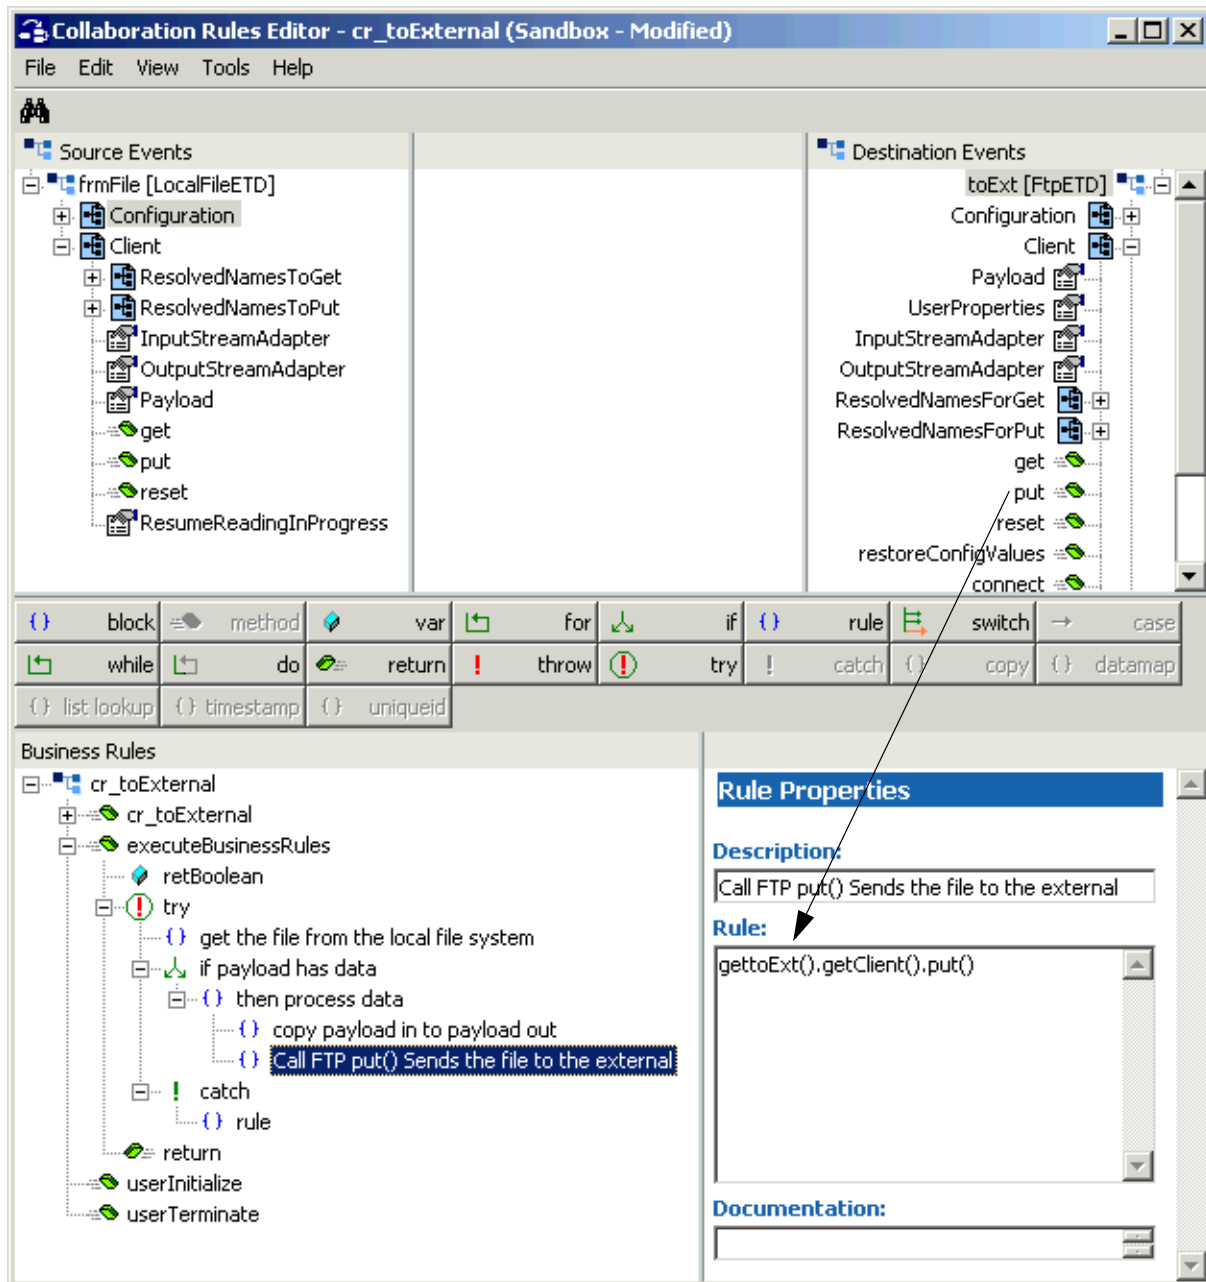 Collaboration Rules Editor - cr_toExternal (Sandbox - Modified)
File Edit View Tools Help
Source Events
frmFile [LocalFileETD]
Configuration
Client
ResolvedNamesToGet
ResolvedNamesToPut
InputStreamAdapter
OutputStreamAdapter
Payload
get
put
reset
ResumeReadingInProgress
Destination Events
toExt [FtpETD]
Configuration
Client
Payload
UserProperties
InputStreamAdapter
OutputStreamAdapter
ResolvedNamesForGet
ResolvedNamesForPut
get
put
reset
restoreConfigValues
connect
block method var for if rule switch case
while do return throw try catch copy datamap
list lookup timestamp uniqueid
Business Rules
cr_toExternal
cr_toExternal
executeBusinessRules
retBoolean
try
get the file from the local file system
if payload has data
then process data
copy payload in to payload out
Call FTP put() Sends the file to the external
catch
rule
return
userInitialize
userTerminate
Rule Properties
Description:
Call FTP put() Sends the file to the external
Rule:
gettoExt().getClient().put()
Documentation: